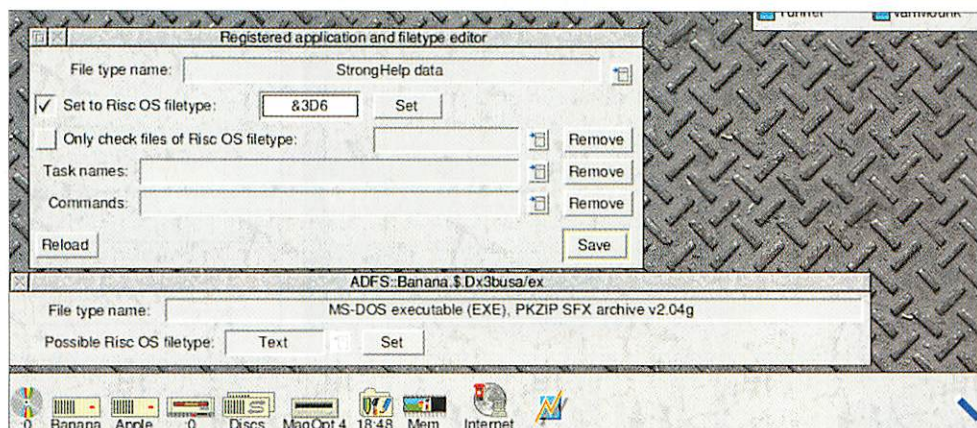 Tunnel
Registered application and filetype editor
File type name: StrongHelp data
Set to Risc OS filetype: &3D6 Set
Only check files of Risc OS filetype: Remove
Task names: Remove
Commands: Remove
Reload Save
ADFS::Banana.$.Dx3busa/ex
File type name: MS-DOS executable (EXE), PKZIP SFX archive v2.04g
Possible Risc OS filetype: Text Set
:0 Banana Apple :0 Discs MagOpt 4 18:48 Mem Internet